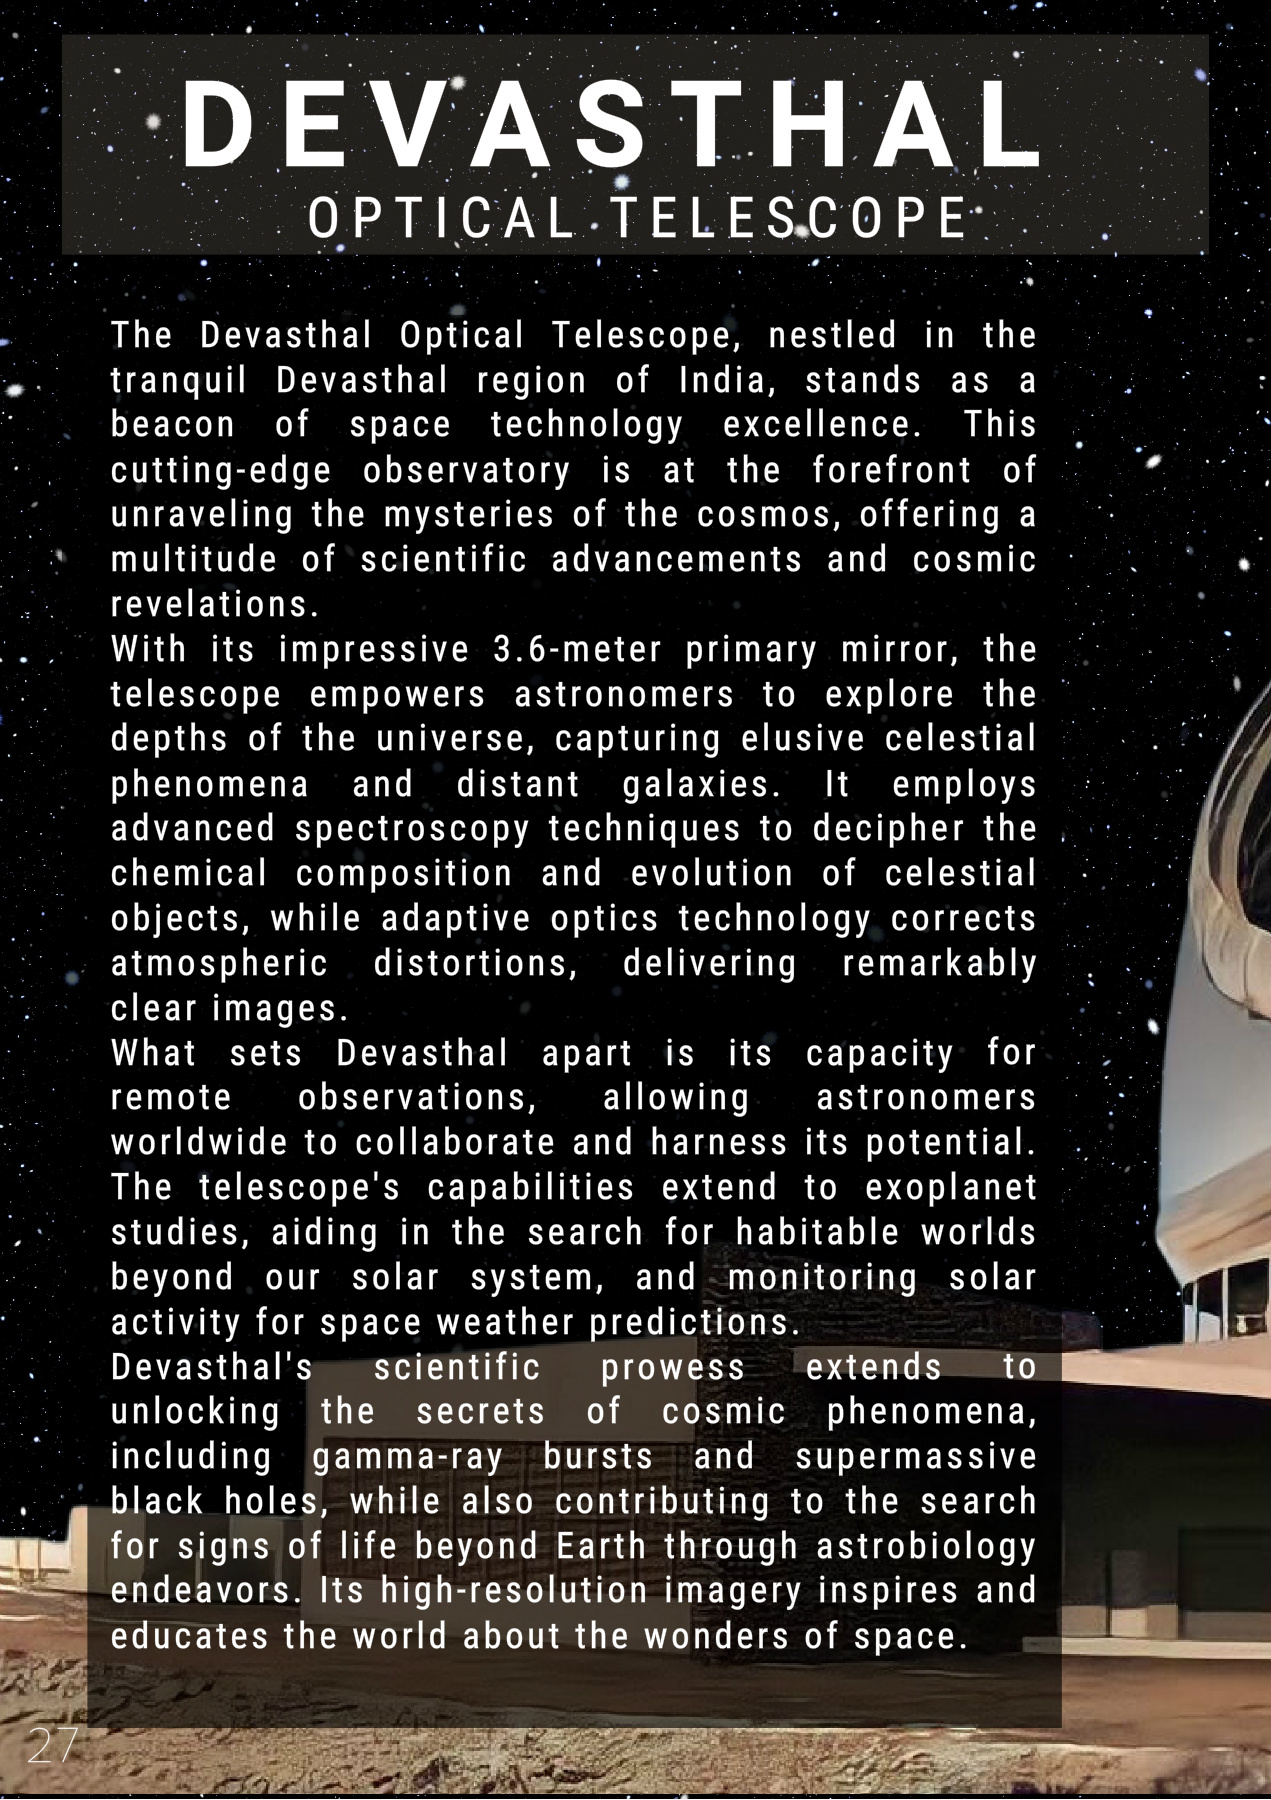 DEVASTHAL
OPTICAL TELESCOPE
The Devasthal Optical Telescope, nestled in the
tranquil Devasthal region of India, stands as a
beacon of space technology excellence. This
cutting-edge observatory is at the forefront of
unraveling the mysteries of the cosmos, offering a
multitude of scientific advancements and cosmic
revelations.
With its impressive 3.6-meter primary mirror, the
telescope empowers astronomers to explore the
depths of the universe, capturing elusive celestial
phenomena and distant galaxies. It employs
advanced spectroscopy techniques to decipher the
chemical composition and evolution of celestial
objects, while adaptive optics technology corrects
atmospheric distortions, delivering remarkably
clear images.
What sets Devasthal apart is its capacity for
remote observations, allowing astronomers
worldwide to collaborate and harness its potential.
The telescope's capabilities extend to exoplanet
studies, aiding in the search for habitable worlds
beyond our solar system, and monitoring solar
activity for space weather predictions.
Devasthal's scientific prowess extends to
unlocking the secrets of cosmic phenomena,
including gamma-ray bursts and supermassive
black holes, while also contributing to the search
for signs of life beyond Earth through astrobiology
endeavors. Its high-resolution imagery inspires and
educates the world about the wonders of space.
27